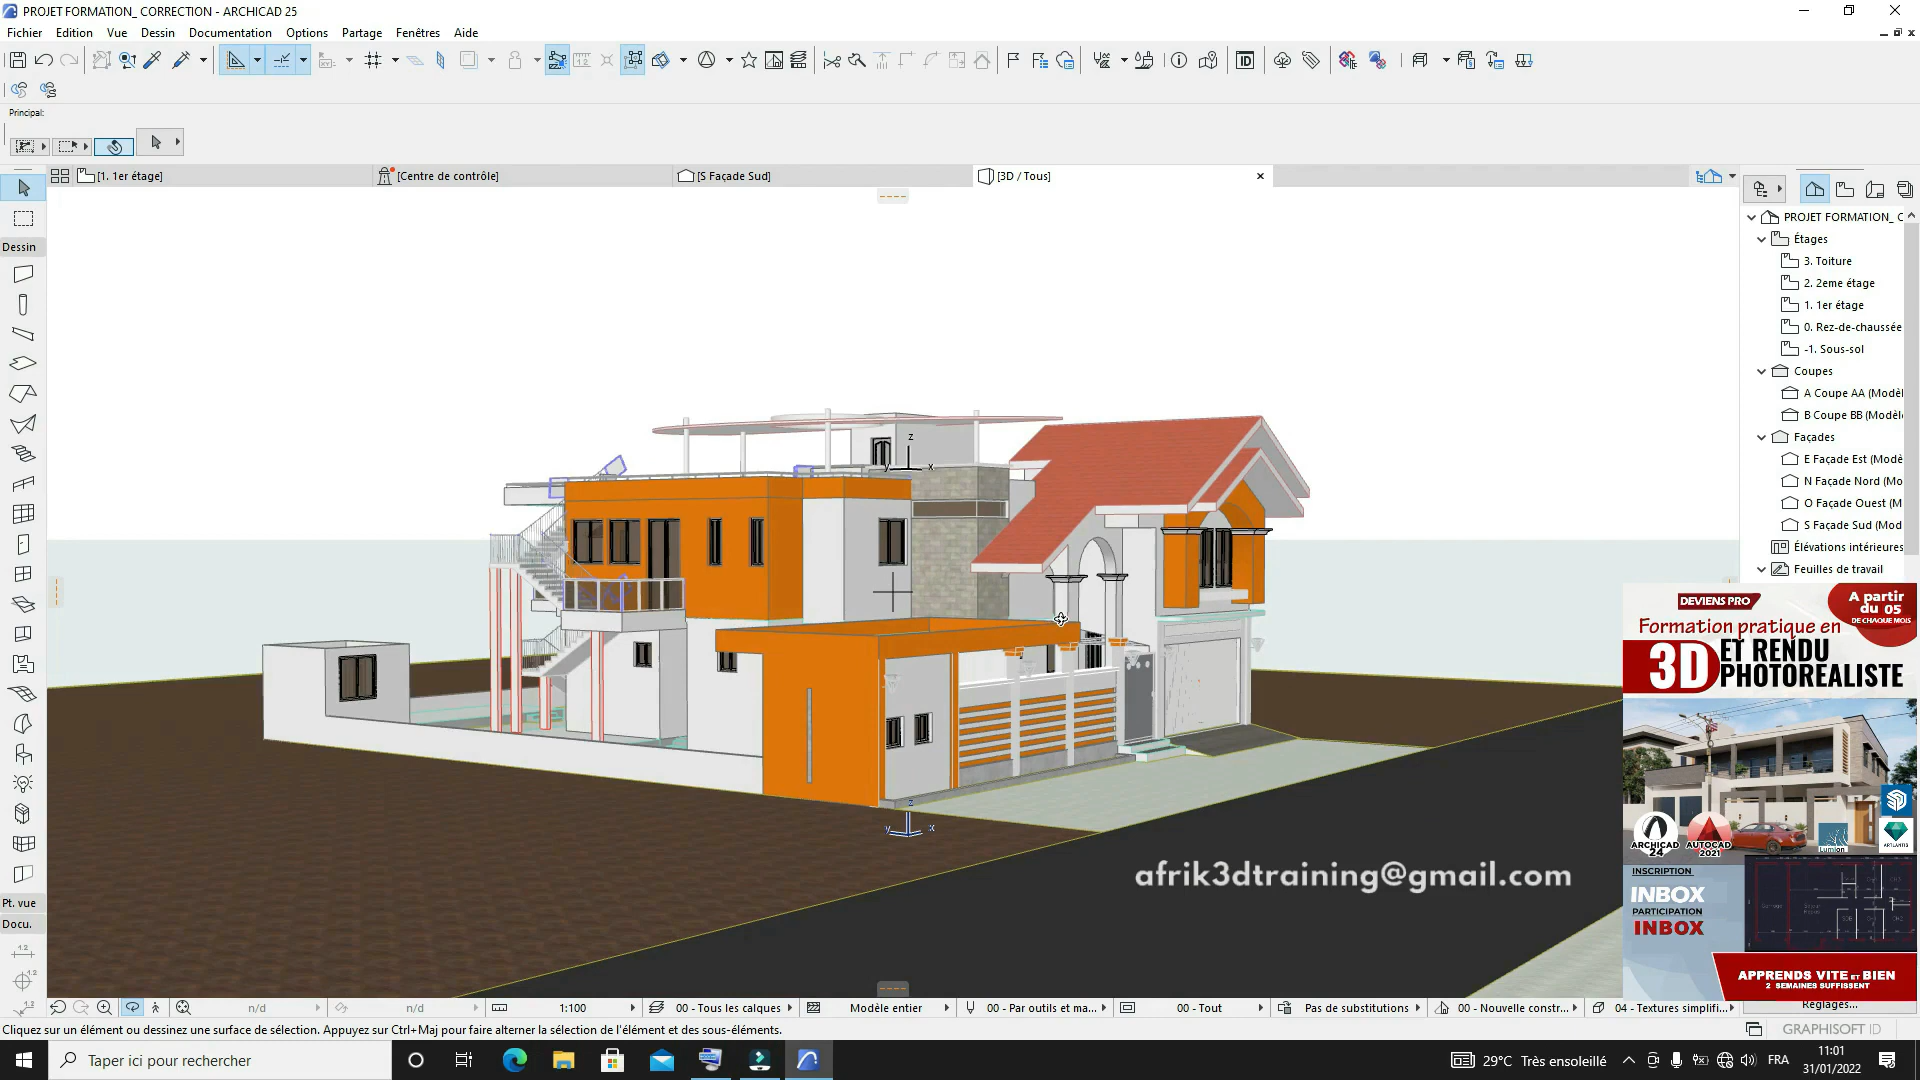 PROJET FORMATION_ CORRECTION - ARCHICAD 25
Fichier Edition Vue Dessin Documentation Options Partage Fenêtres Aide
Principal:
[1. 1er étage] [Centre de contrôle] [S Façade Sud] [3D / Tous]
PROJET FORMATION_ C
Étages
3. Toiture
2. 2eme étage
1. 1er étage
0. Rez-de-chaussée
-1. Sous-sol
Coupes
A Coupe AA (Modèl
B Coupe BB (Modèl
Façades
E Façade Est (Modè
N Façade Nord (Mo
O Façade Ouest (M
S Façade Sud (Mod
Élévations intérieures
Feuilles de travail
Dessin
Pt. vue
Docu.
z
y x
z
y x
DEVIENS PRO
A partir
du 05
DE CHAQUE MOIS
Formation pratique en
3D ET RENDU
PHOTOREALISTE
ARCHICAD
24
AUTOCAD
2021
Lumion
ARTLANTIS
INSCRIPTION
INBOX
PARTICIPATION
INBOX
APPRENDS VITE ET BIEN
2 SEMAINES SUFFISENT
afrik3dtraining@gmail.com
Réglages...
n/d n/d 1:100 00 - Tous les calques Modèle entier 00 - Par outils et ma... 00 - Tout Pas de substitutions 00 - Nouvelle constr... 04 - Textures simplifi...
Cliquez sur un élément ou dessinez une surface de sélection. Appuyez sur Ctrl+Maj pour faire alterner la sélection de l'élément et des sous-éléments.
GRAPHISOFT ID
Taper ici pour rechercher
29°C Très ensoleillé
FRA
11:01
31/01/2022